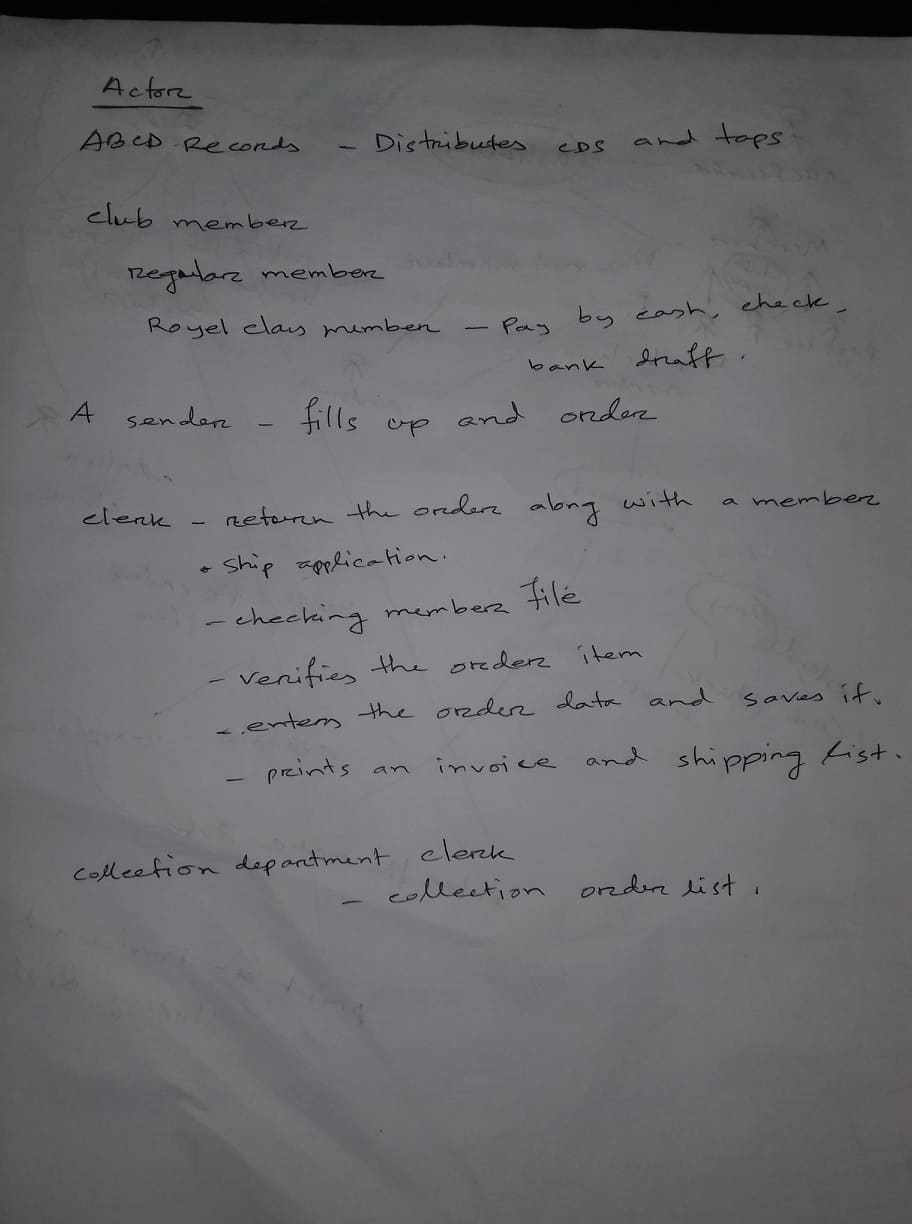 Actor
ABCD Records - Distributes CDS and taps
club member
regular member
Royel class member - Pay by cash, check,
bank draft.
A sender - fills up and order
clerk - return the order along with a member
ship application.
- checking member file
- verifies the order item
- enters the order data and saves it.
- prints an invoice and shipping list.
collection department clerk
- collection order list.